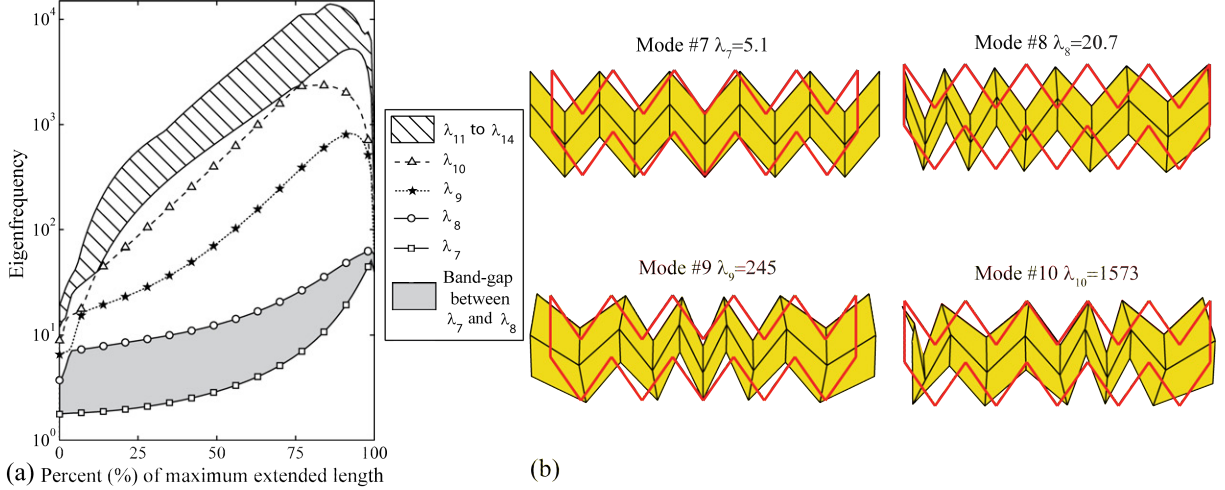 10⁴
10³
10²
10¹
10⁰
Eigenfrequency
0 25 50 75 100
(a) Percent (%) of maximum extended length
λ₁₁ to λ₁₄
λ₁₀
λ₉
λ₈
λ₇
Band-gap
between
λ₇ and λ₈
Mode #7 λ₇=5.1
Mode #8 λ₈=20.7
Mode #9 λ₉=245
Mode #10 λ₁₀=1573
(b)